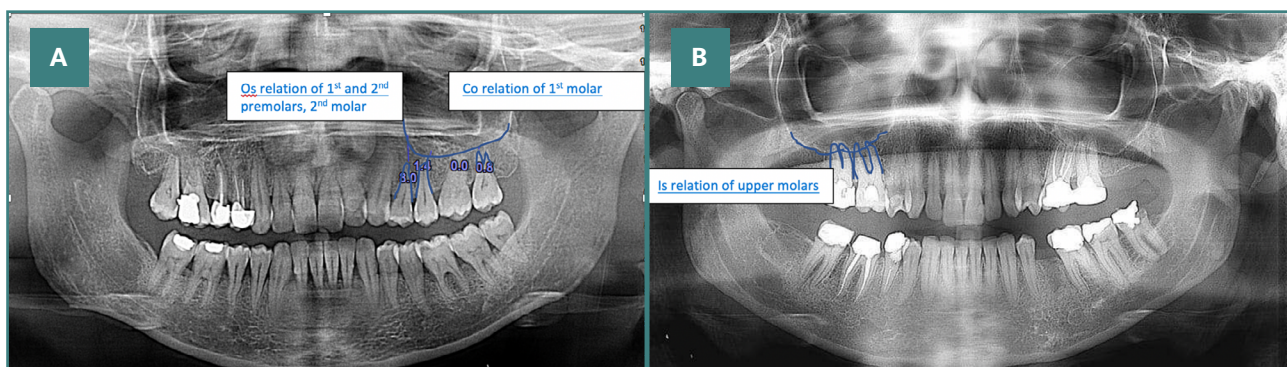 A
Os relation of 1st and 2nd
premolars, 2nd molar
Co relation of 1st molar
3.0
1.4
0.0
0.8
B
Is relation of upper molars